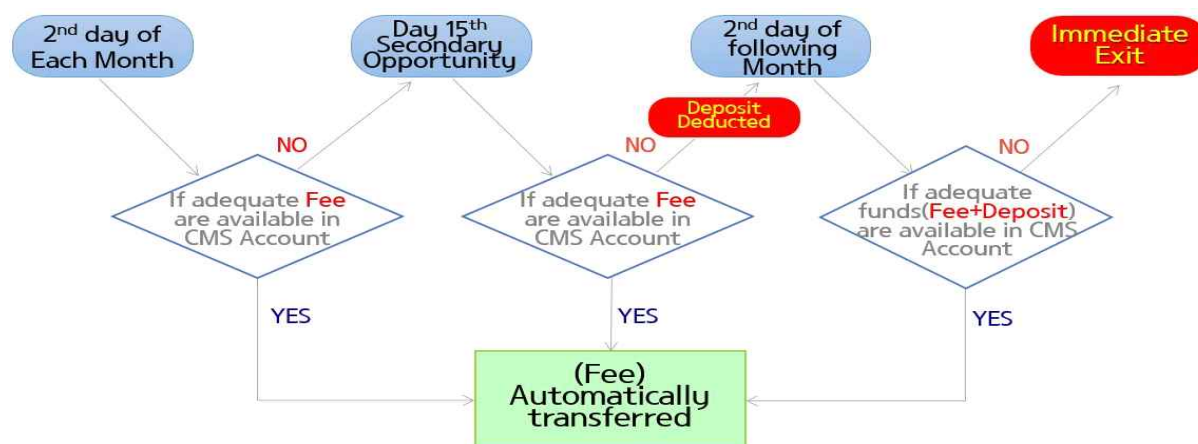 2nd day of
Each Month
Day 15th
Secondary
Opportunity
2nd day of
following
Month
Immediate
Exit
Deposit
Deducted
NO
NO
NO
If adequate Fee
are available in
CMS Account
If adequate Fee
are available in
CMS Account
If adequate
funds(Fee+Deposit)
are available in CMS
Account
YES
YES
YES
(Fee)
Automatically
transferred